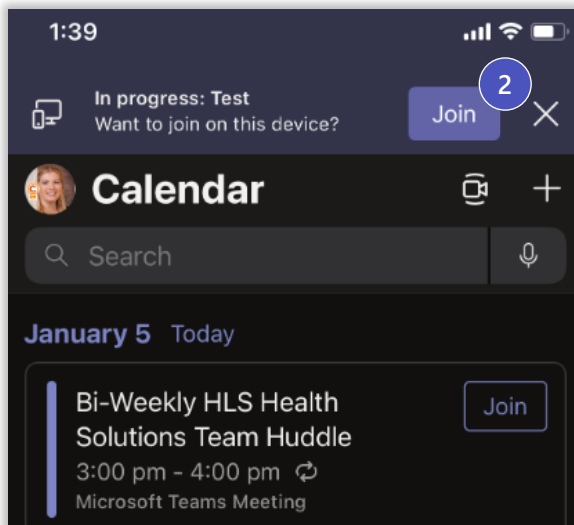 1:39
2
In progress: Test
Want to join on this device?
Join
Calendar
Search
January 5 Today
Bi-Weekly HLS Health
Solutions Team Huddle
Join
3:00 pm - 4:00 pm
Microsoft Teams Meeting